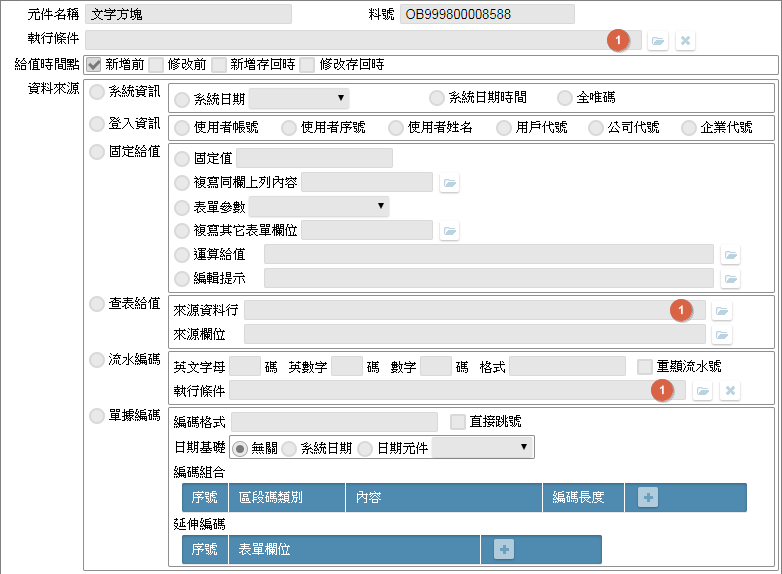 元件名稱 文字方塊 料號 OB999800008588
執行條件 1
給值時間點 新增前 修改前 新增存回時 修改存回時
資料來源 系統資訊 系統日期 系統日期時間 全唯碼
登入資訊 使用者帳號 使用者序號 使用者姓名 用戶代號 公司代號 企業代號
固定給值 固定值
複寫同欄上列內容
表單參數
複寫其它表單欄位
運算給值
編輯提示
查表給值 來源資料行 1
來源欄位
流水編碼 英文字母 碼 英數字 碼 數字 碼 格式 重顯流水號
執行條件 1
單據編碼 編碼格式 直接跳號
日期基礎 無關 系統日期 日期元件
編碼組合
序號 區段碼類別 內容 編碼長度
延伸編碼
序號 表單欄位